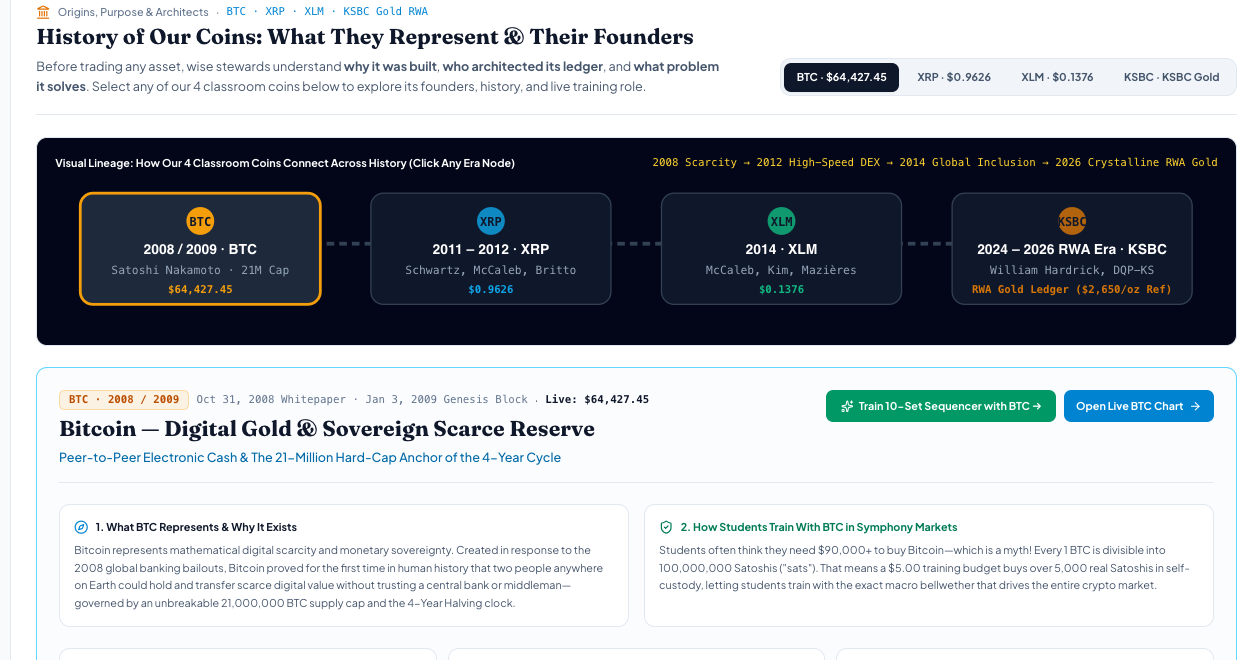 Origins, Purpose & Architects · BTC · XRP · XLM · KSBC Gold RWA
History of Our Coins: What They Represent & Their Founders
Before trading any asset, wise stewards understand why it was built, who architected its ledger, and what problem
it solves. Select any of our 4 classroom coins below to explore its founders, history, and live training role.
BTC · $64,427.45 XRP · $0.9626 XLM · $0.1376 KSBC · KSBC Gold
Visual Lineage: How Our 4 Classroom Coins Connect Across History (Click Any Era Node)
2008 Scarcity → 2012 High-Speed DEX → 2014 Global Inclusion → 2026 Crystalline RWA Gold
BTC
2008 / 2009 · BTC
Satoshi Nakamoto · 21M Cap
$64,427.45
XRP
2011 – 2012 · XRP
Schwartz, McCaleb, Britto
$0.9626
XLM
2014 · XLM
McCaleb, Kim, Mazières
$0.1376
KSBC
2024 – 2026 RWA Era · KSBC
William Hardrick, DQP-KS
RWA Gold Ledger ($2,650/oz Ref)
BTC · 2008 / 2009 Oct 31, 2008 Whitepaper · Jan 3, 2009 Genesis Block · Live: $64,427.45
Train 10-Set Sequencer with BTC →
Open Live BTC Chart →
Bitcoin — Digital Gold & Sovereign Scarce Reserve
Peer-to-Peer Electronic Cash & The 21-Million Hard-Cap Anchor of the 4-Year Cycle
1. What BTC Represents & Why It Exists
Bitcoin represents mathematical digital scarcity and monetary sovereignty. Created in response to the
2008 global banking bailouts, Bitcoin proved for the first time in human history that two people anywhere
on Earth could hold and transfer scarce digital value without trusting a central bank or middleman—
governed by an unbreakable 21,000,000 BTC supply cap and the 4-Year Halving clock.
2. How Students Train With BTC in Symphony Markets
Students often think they need $90,000+ to buy Bitcoin—which is a myth! Every 1 BTC is divisible into
100,000,000 Satoshis ("sats"). That means a $5.00 training budget buys over 5,000 real Satoshis in self-
custody, letting students train with the exact macro bellwether that drives the entire crypto market.